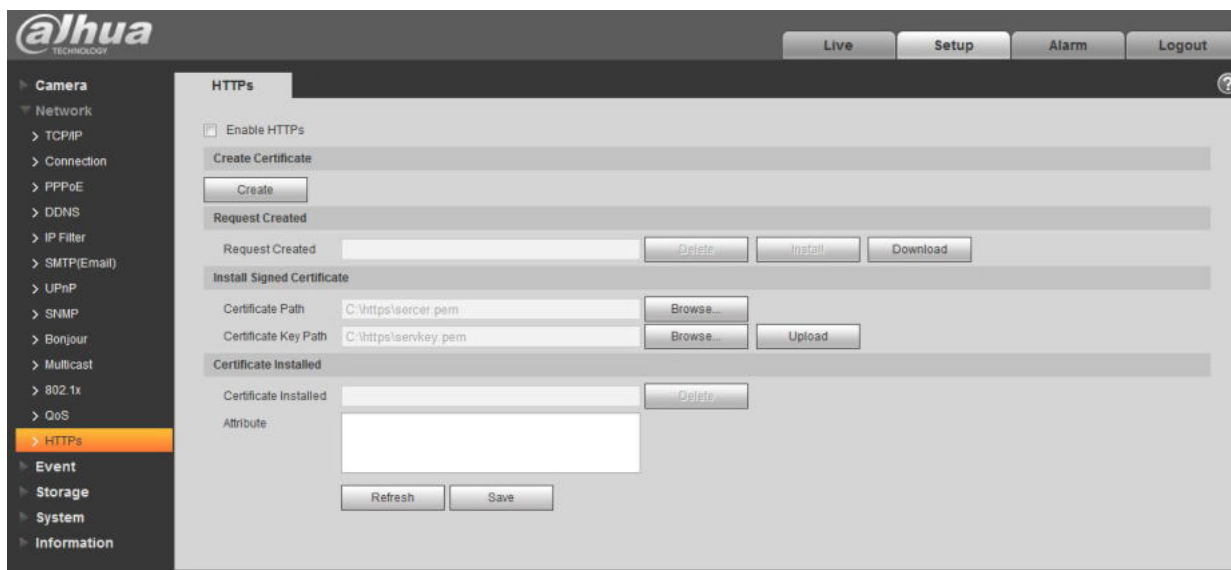 alhua
TECHNOLOGY
Live Setup Alarm Logout
Camera
Network
TCP/IP
Connection
PPPoE
DDNS
IP Filter
SMTP(Email)
UPnP
SNMP
Bonjour
Multicast
802.1x
QoS
HTTPs
Event
Storage
System
Information
HTTPs
?
Enable HTTPs
Create Certificate
Create
Request Created
Request Created Delete Install Download
Install Signed Certificate
Certificate Path C:\https\sercer.pem Browse...
Certificate Key Path C:\https\servkey.pem Browse... Upload
Certificate Installed
Certificate Installed Delete
Attribute
Refresh Save